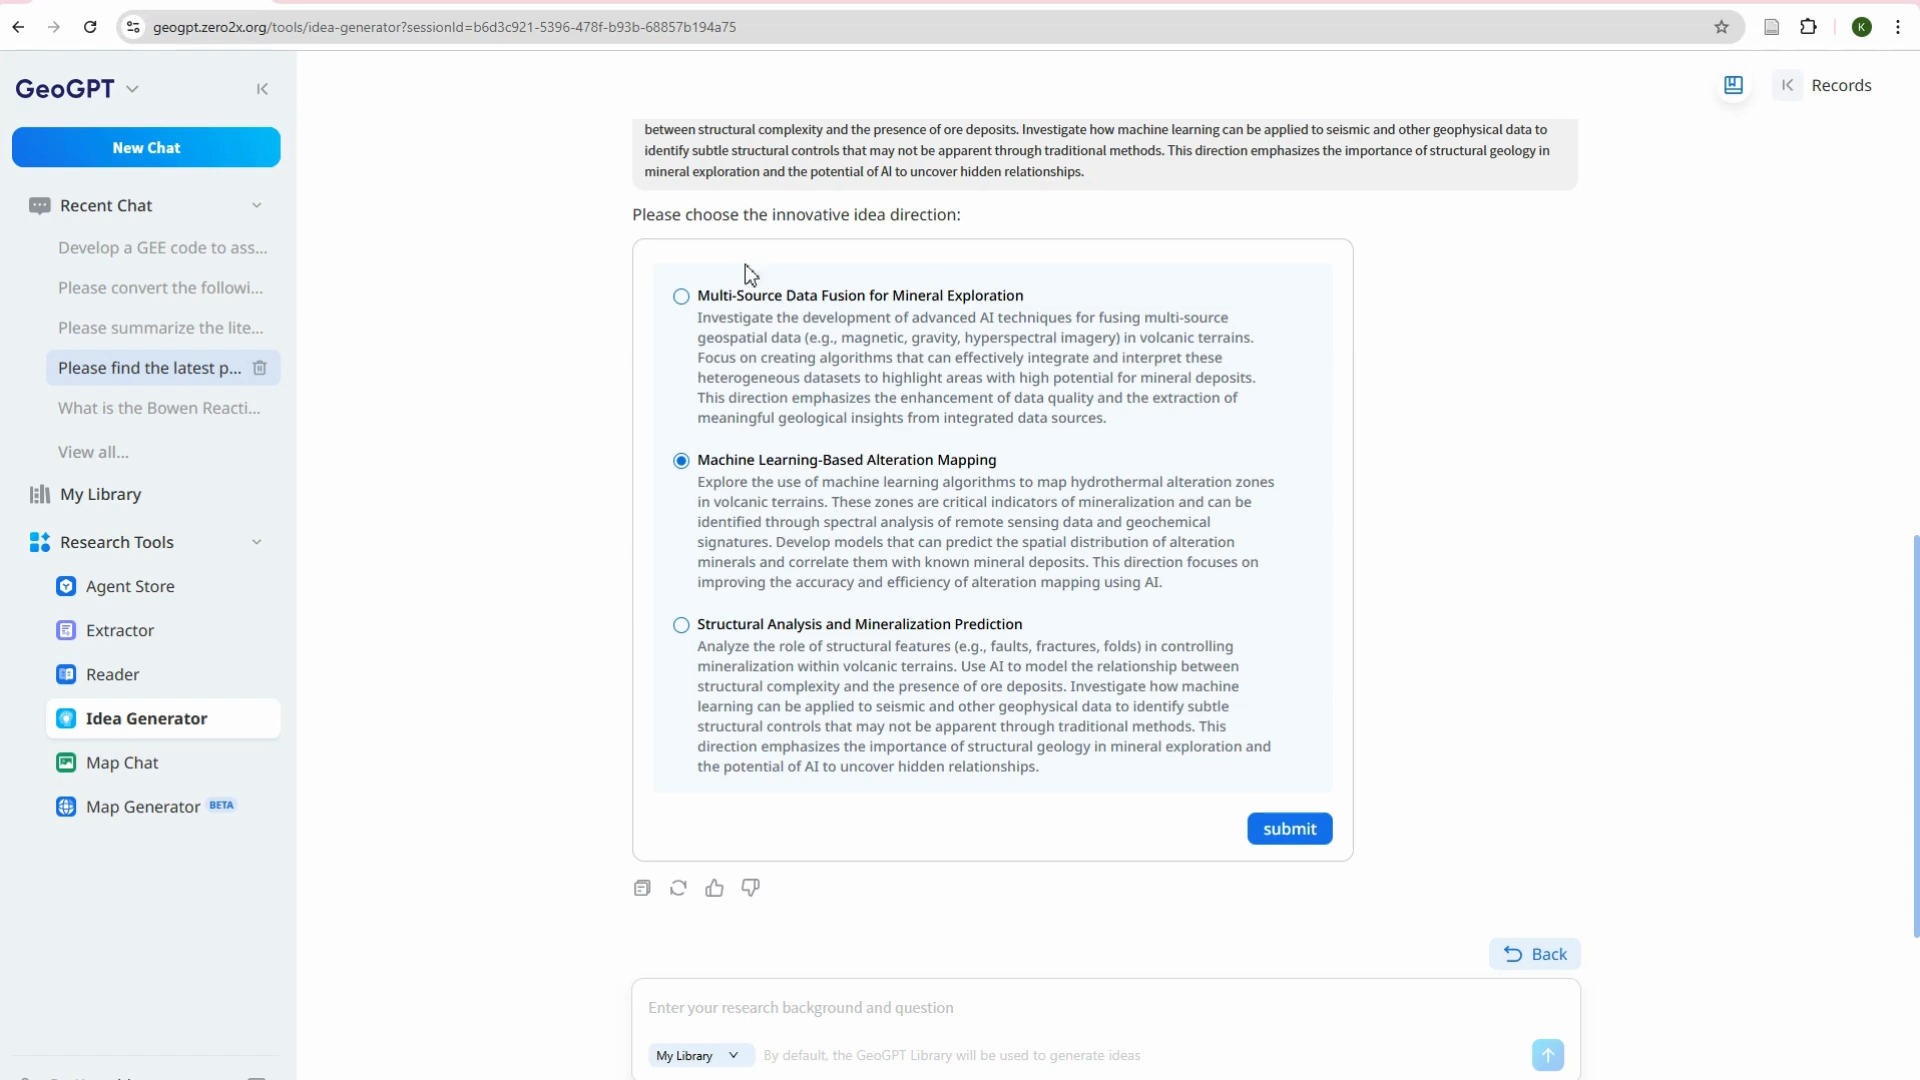 geogpt.zero2x.org/tools/idea-generator?sessionId=b6d3c921-5396-478f-b93b-68857b194a75
K
GeoGPT
New Chat
Recent Chat
Develop a GEE code to ass...
Please convert the followi...
Please summarize the lite...
Please find the latest p...
What is the Bowen Reacti...
View all...
My Library
Research Tools
Agent Store
Extractor
Reader
Idea Generator
Map Chat
Map Generator BETA
Records
between structural complexity and the presence of ore deposits. Investigate how machine learning can be applied to seismic and other geophysical data to
identify subtle structural controls that may not be apparent through traditional methods. This direction emphasizes the importance of structural geology in
mineral exploration and the potential of AI to uncover hidden relationships.
Please choose the innovative idea direction:
Multi-Source Data Fusion for Mineral Exploration
Investigate the development of advanced AI techniques for fusing multi-source
geospatial data (e.g., magnetic, gravity, hyperspectral imagery) in volcanic terrains.
Focus on creating algorithms that can effectively integrate and interpret these
heterogeneous datasets to highlight areas with high potential for mineral deposits.
This direction emphasizes the enhancement of data quality and the extraction of
meaningful geological insights from integrated data sources.
Machine Learning-Based Alteration Mapping
Explore the use of machine learning algorithms to map hydrothermal alteration zones
in volcanic terrains. These zones are critical indicators of mineralization and can be
identified through spectral analysis of remote sensing data and geochemical
signatures. Develop models that can predict the spatial distribution of alteration
minerals and correlate them with known mineral deposits. This direction focuses on
improving the accuracy and efficiency of alteration mapping using AI.
Structural Analysis and Mineralization Prediction
Analyze the role of structural features (e.g., faults, fractures, folds) in controlling
mineralization within volcanic terrains. Use AI to model the relationship between
structural complexity and the presence of ore deposits. Investigate how machine
learning can be applied to seismic and other geophysical data to identify subtle
structural controls that may not be apparent through traditional methods. This
direction emphasizes the importance of structural geology in mineral exploration and
the potential of AI to uncover hidden relationships.
submit
Back
Enter your research background and question
My Library
By default, the GeoGPT Library will be used to generate ideas